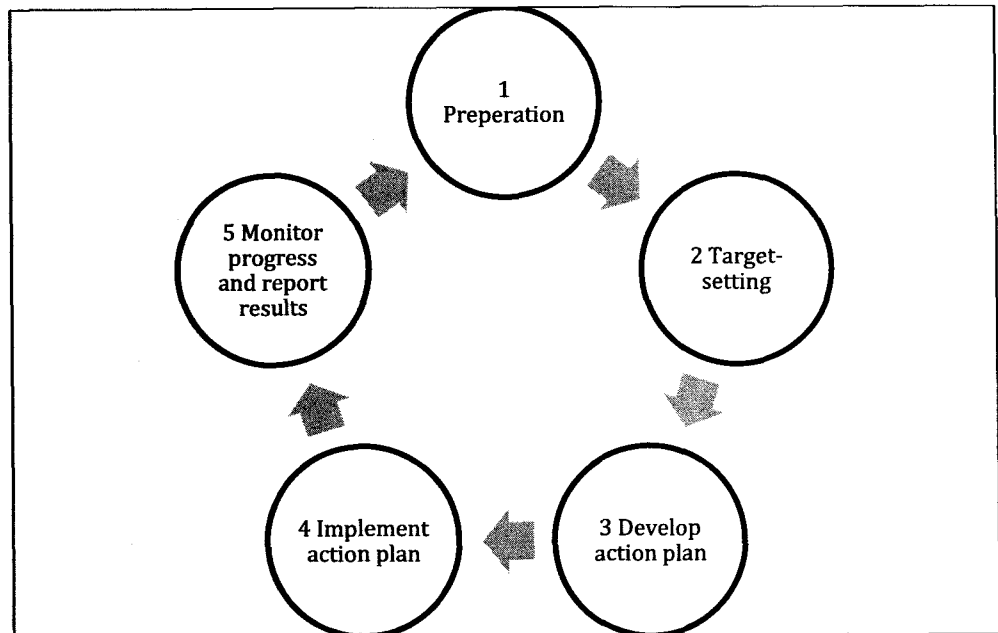 1
Preperation
2 Target-
setting
3 Develop
action plan
4 Implement
action plan
5 Monitor
progress
and report
results